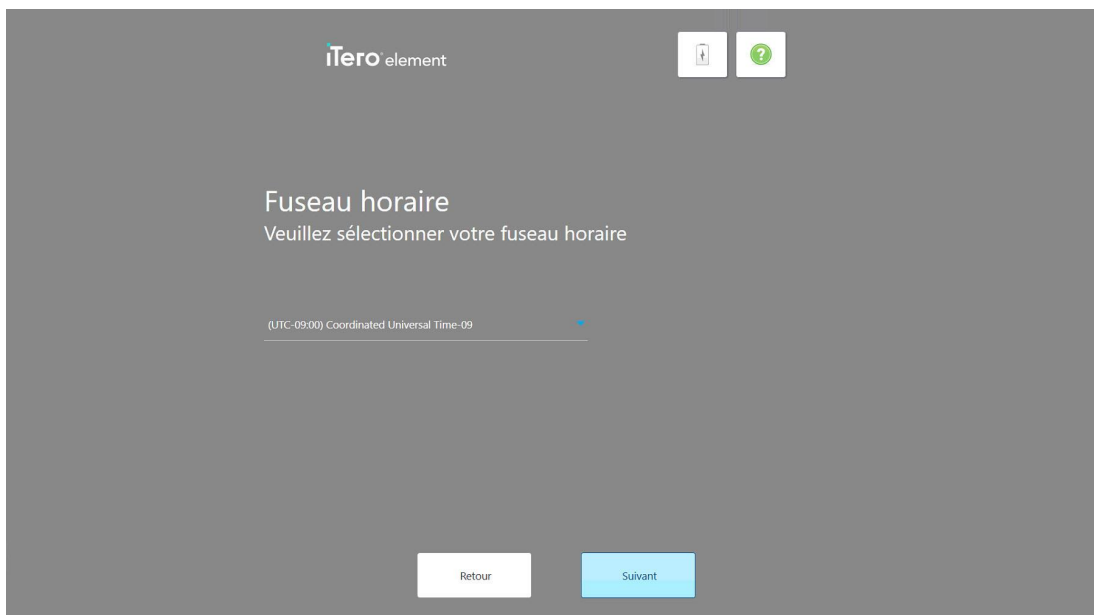 iTero element
?
Fuseau horaire
Veuillez sélectionner votre fuseau horaire
(UTC-09:00) Coordinated Universal Time-09
Retour
Suivant